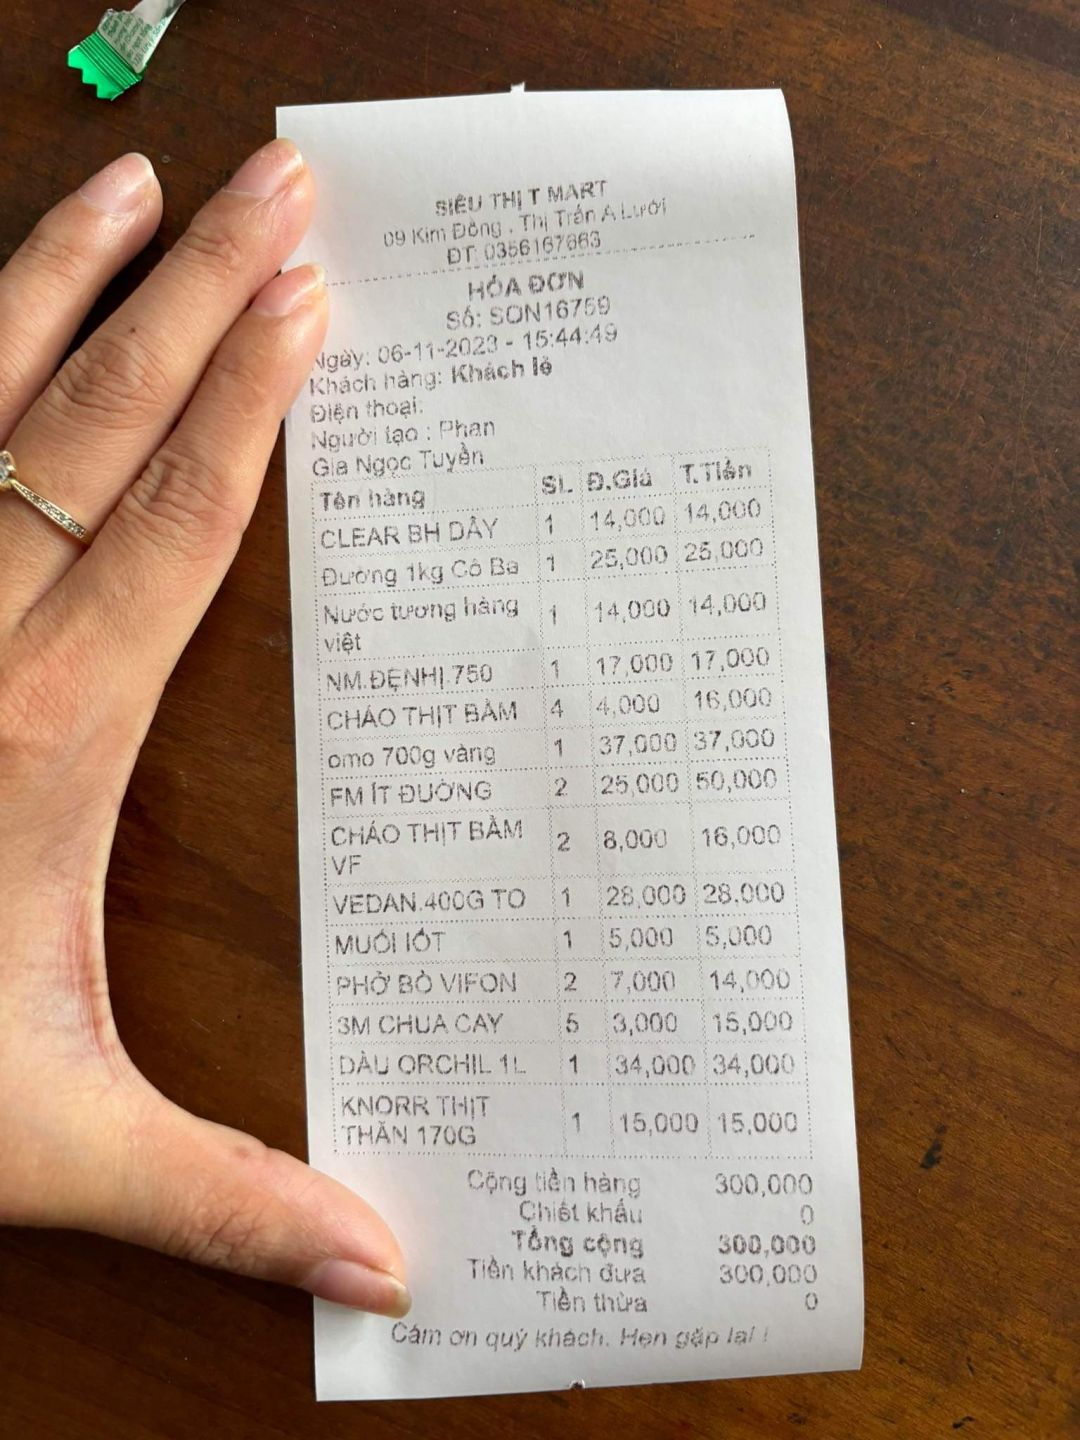 SIÊU THỊ T MART
09 Kim Đồng , Thị Trấn A Lưới
ĐT: 0356167663
HÓA ĐƠN
Số: SON16759
Ngày: 06-11-2023 - 15:44:49
Khách hàng: Khách lẻ
Điện thoại:
Người tạo : Phan
Gia Ngọc Tuyền
Tên hàng SL Đ.Giá T.Tiền
CLEAR BH DÂY 1 14,000 14,000
Đường 1kg Cô Ba 1 25,000 25,000
Nước tương hàng
việt 1 14,000 14,000
NM.ĐỆNHỊ.750 1 17,000 17,000
CHÁO THỊT BẰM 4 4,000 16,000
omo 700g vàng 1 37,000 37,000
FM ÍT ĐƯỜNG 2 25,000 50,000
CHÁO THỊT BẰM
VF 2 8,000 16,000
VEDAN.400G TO 1 28,000 28,000
MUỐI IỐT 1 5,000 5,000
PHỞ BÒ VIFON 2 7,000 14,000
3M CHUA CAY 5 3,000 15,000
DẦU ORCHIL 1L 1 34,000 34,000
KNORR THỊT
THĂN 170G 1 15,000 15,000
Cộng tiền hàng 300,000
Chiết khấu 0
Tổng cộng 300,000
Tiền khách đưa 300,000
Tiền thừa 0
Cám ơn quý khách. Hẹn gặp lại !